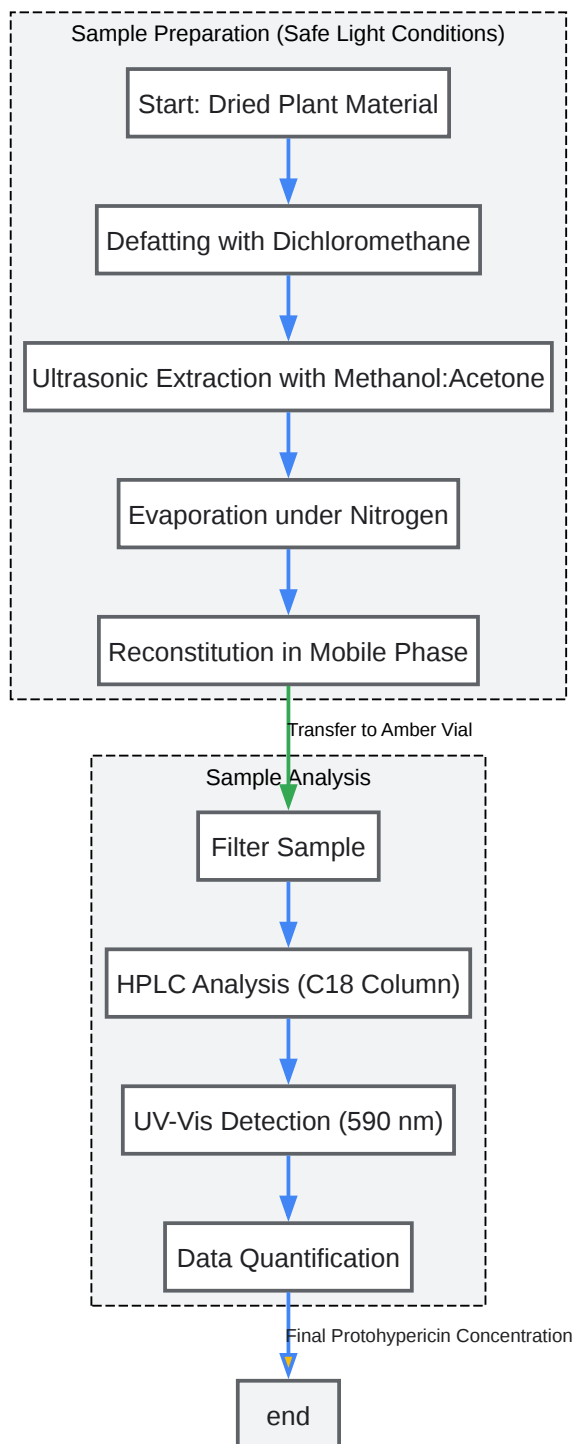 Sample Preparation (Safe Light Conditions)
Start: Dried Plant Material
Defatting with Dichloromethane
Ultrasonic Extraction with Methanol:Acetone
Evaporation under Nitrogen
Reconstitution in Mobile Phase
Transfer to Amber Vial
Sample Analysis
Filter Sample
HPLC Analysis (C18 Column)
UV-Vis Detection (590 nm)
Data Quantification
Final Protohypericin Concentration
end